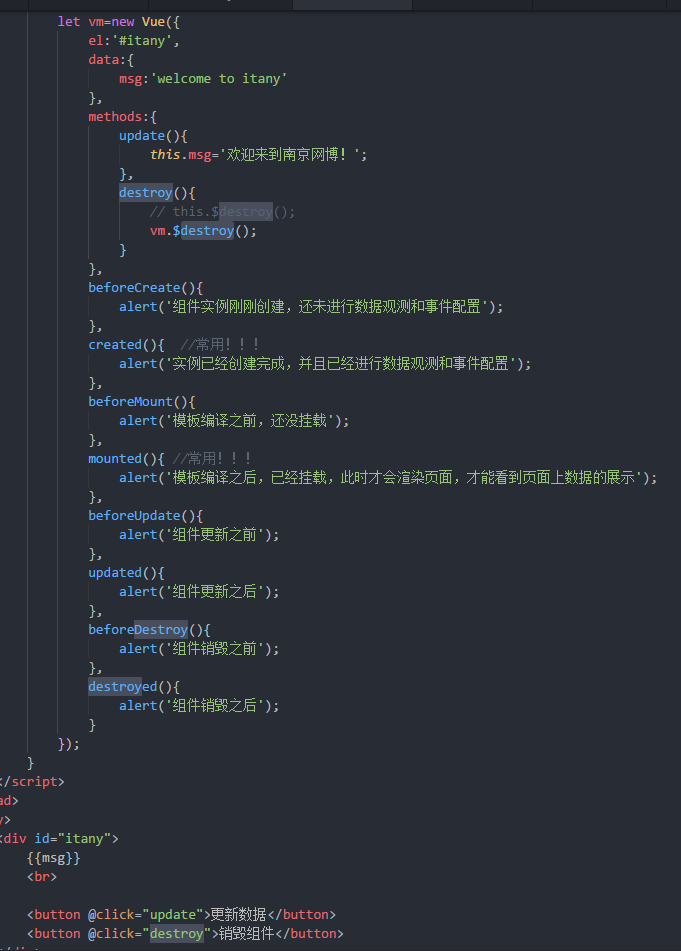 let vm=new Vue({
el:'#itany',
data:{
msg:'welcome to itany'
},
methods:{
update(){
this.msg='欢迎来到南京网博！';
},
destroy(){
// this.$destroy();
vm.$destroy();
}
},
beforeCreate(){
alert('组件实例刚刚创建，还未进行数据观测和事件配置');
},
created(){  //常用！！！
alert('实例已经创建完成，并且已经进行数据观测和事件配置');
},
beforeMount(){
alert('模板编译之前，还没挂载');
},
mounted(){ //常用！！！
alert('模板编译之后，已经挂载，此时才会渲染页面，才能看到页面上数据的展示');
},
beforeUpdate(){
alert('组件更新之前');
},
updated(){
alert('组件更新之后');
},
beforeDestroy(){
alert('组件销毁之前');
},
destroyed(){
alert('组件销毁之后');
}
});
}
</script>
ad>
y>
<div id="itany">
{{msg}}
<br>
<button @click="update">更新数据</button>
<button @click="destroy">销毁组件</button>